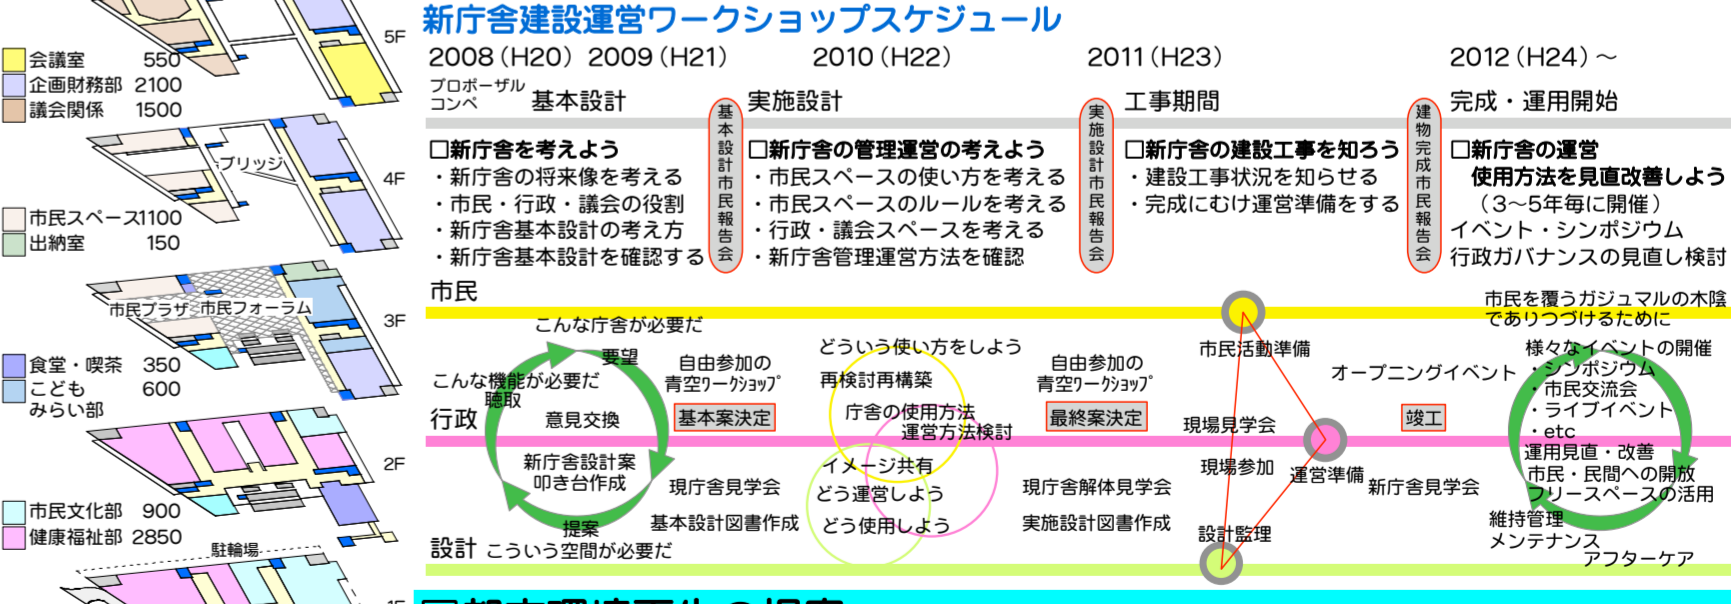 5F
会議室 550
企画財務部 2100
議会関係 1500
ブリッジ
4F
市民スペース1100
出納室 150
市民プラザ 市民フォーラム
3F
食堂・喫茶 350
こども 600
みらい部
2F
市民文化部 900
健康福祉部 2850
駐輪場
新庁舎建設運営ワークショップスケジュール
2008（H20） 2009（H21） 2010（H22） 2011（H23） 2012（H24）～
プロポーザル
コンペ
基本設計
実施設計
工事期間
完成・運用開始
□新庁舎を考えよう
・新庁舎の将来像を考える
・市民・行政・議会の役割
・新庁舎基本設計の考え方
・新庁舎基本設計を確認する
基本設計市民報告会
□新庁舎の管理運営の考えよう
・市民スペースの使い方を考える
・市民スペースのルールを考える
・行政・議会スペースを考える
・新庁舎管理運営方法を確認
実施設計市民報告会
□新庁舎の建設工事を知ろう
・建設工事状況を知らせる
・完成にむけ運営準備をする
建物完成市民報告会
□新庁舎の運営
使用方法を見直改善しよう
（3～5年毎に開催）
イベント・シンポジウム
行政ガバナンスの見直し検討
市民
行政
設計
こんな庁舎が必要だ
要望
こんな機能が必要だ
聴取
意見交換
新庁舎設計案
叩き台作成
提案
こういう空間が必要だ
自由参加の
青空ﾜｰｸｼｮｯﾌﾟ
基本案決定
現庁舎見学会
基本設計図書作成
どういう使い方をしよう
再検討再構築
庁舎の使用方法
運営方法検討
イメージ共有
どう運営しよう
どう使用しよう
自由参加の
青空ﾜｰｸｼｮｯﾌﾟ
最終案決定
現庁舎解体見学会
実施設計図書作成
市民活動準備
現場見学会
現場参加
運営準備
設計監理
オープニングイベント
竣工
新庁舎見学会
市民を覆うガジュマルの木陰
でありつづけるために
様々なイベントの開催
・シンポジウム
・市民交流会
・ライブイベント
・etc
運用見直・改善
市民・民間への開放
フリースペースの活用
維持管理
メンテナンス
アフターケア